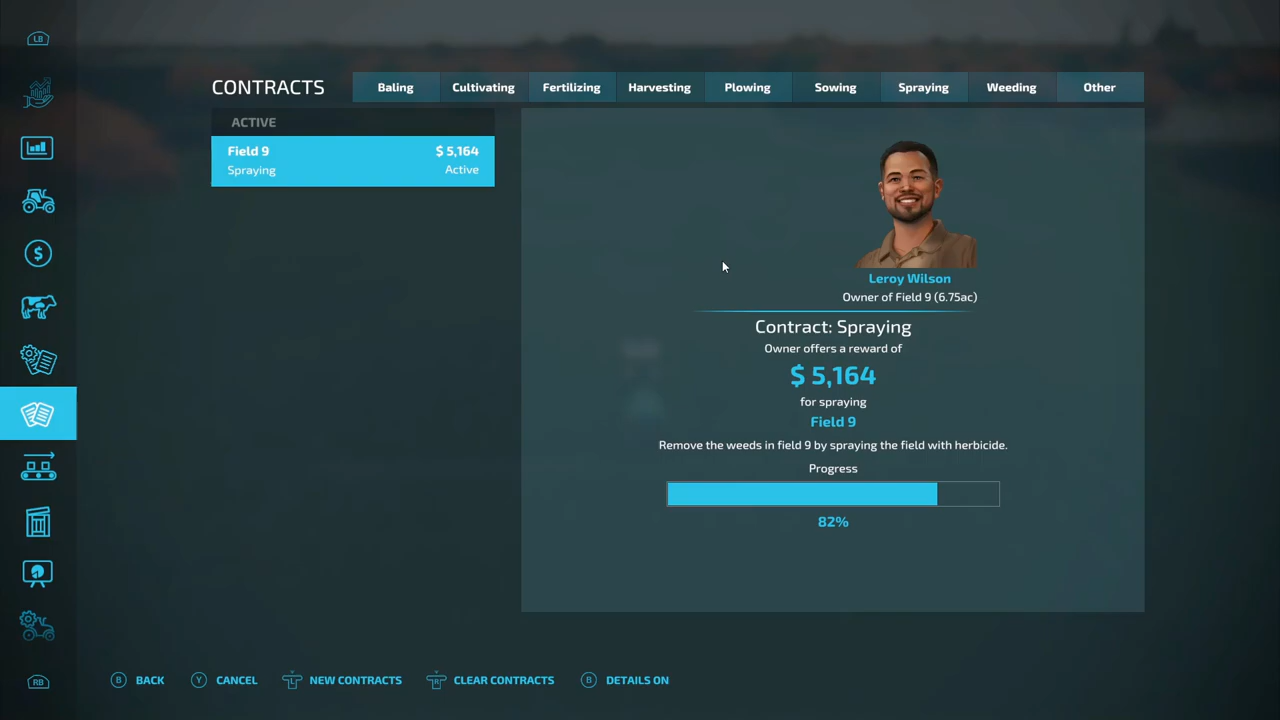 LB
CONTRACTS
Baling
Cultivating
Fertilizing
Harvesting
Plowing
Sowing
Spraying
Weeding
Other
ACTIVE
Field 9
$ 5,164
Spraying
Active
Leroy Wilson
Owner of Field 9 (6.75ac)
Contract: Spraying
Owner offers a reward of
$ 5,164
for spraying
Field 9
Remove the weeds in field 9 by spraying the field with herbicide.
Progress
82%
RB
B BACK
Y CANCEL
L NEW CONTRACTS
R CLEAR CONTRACTS
B DETAILS ON